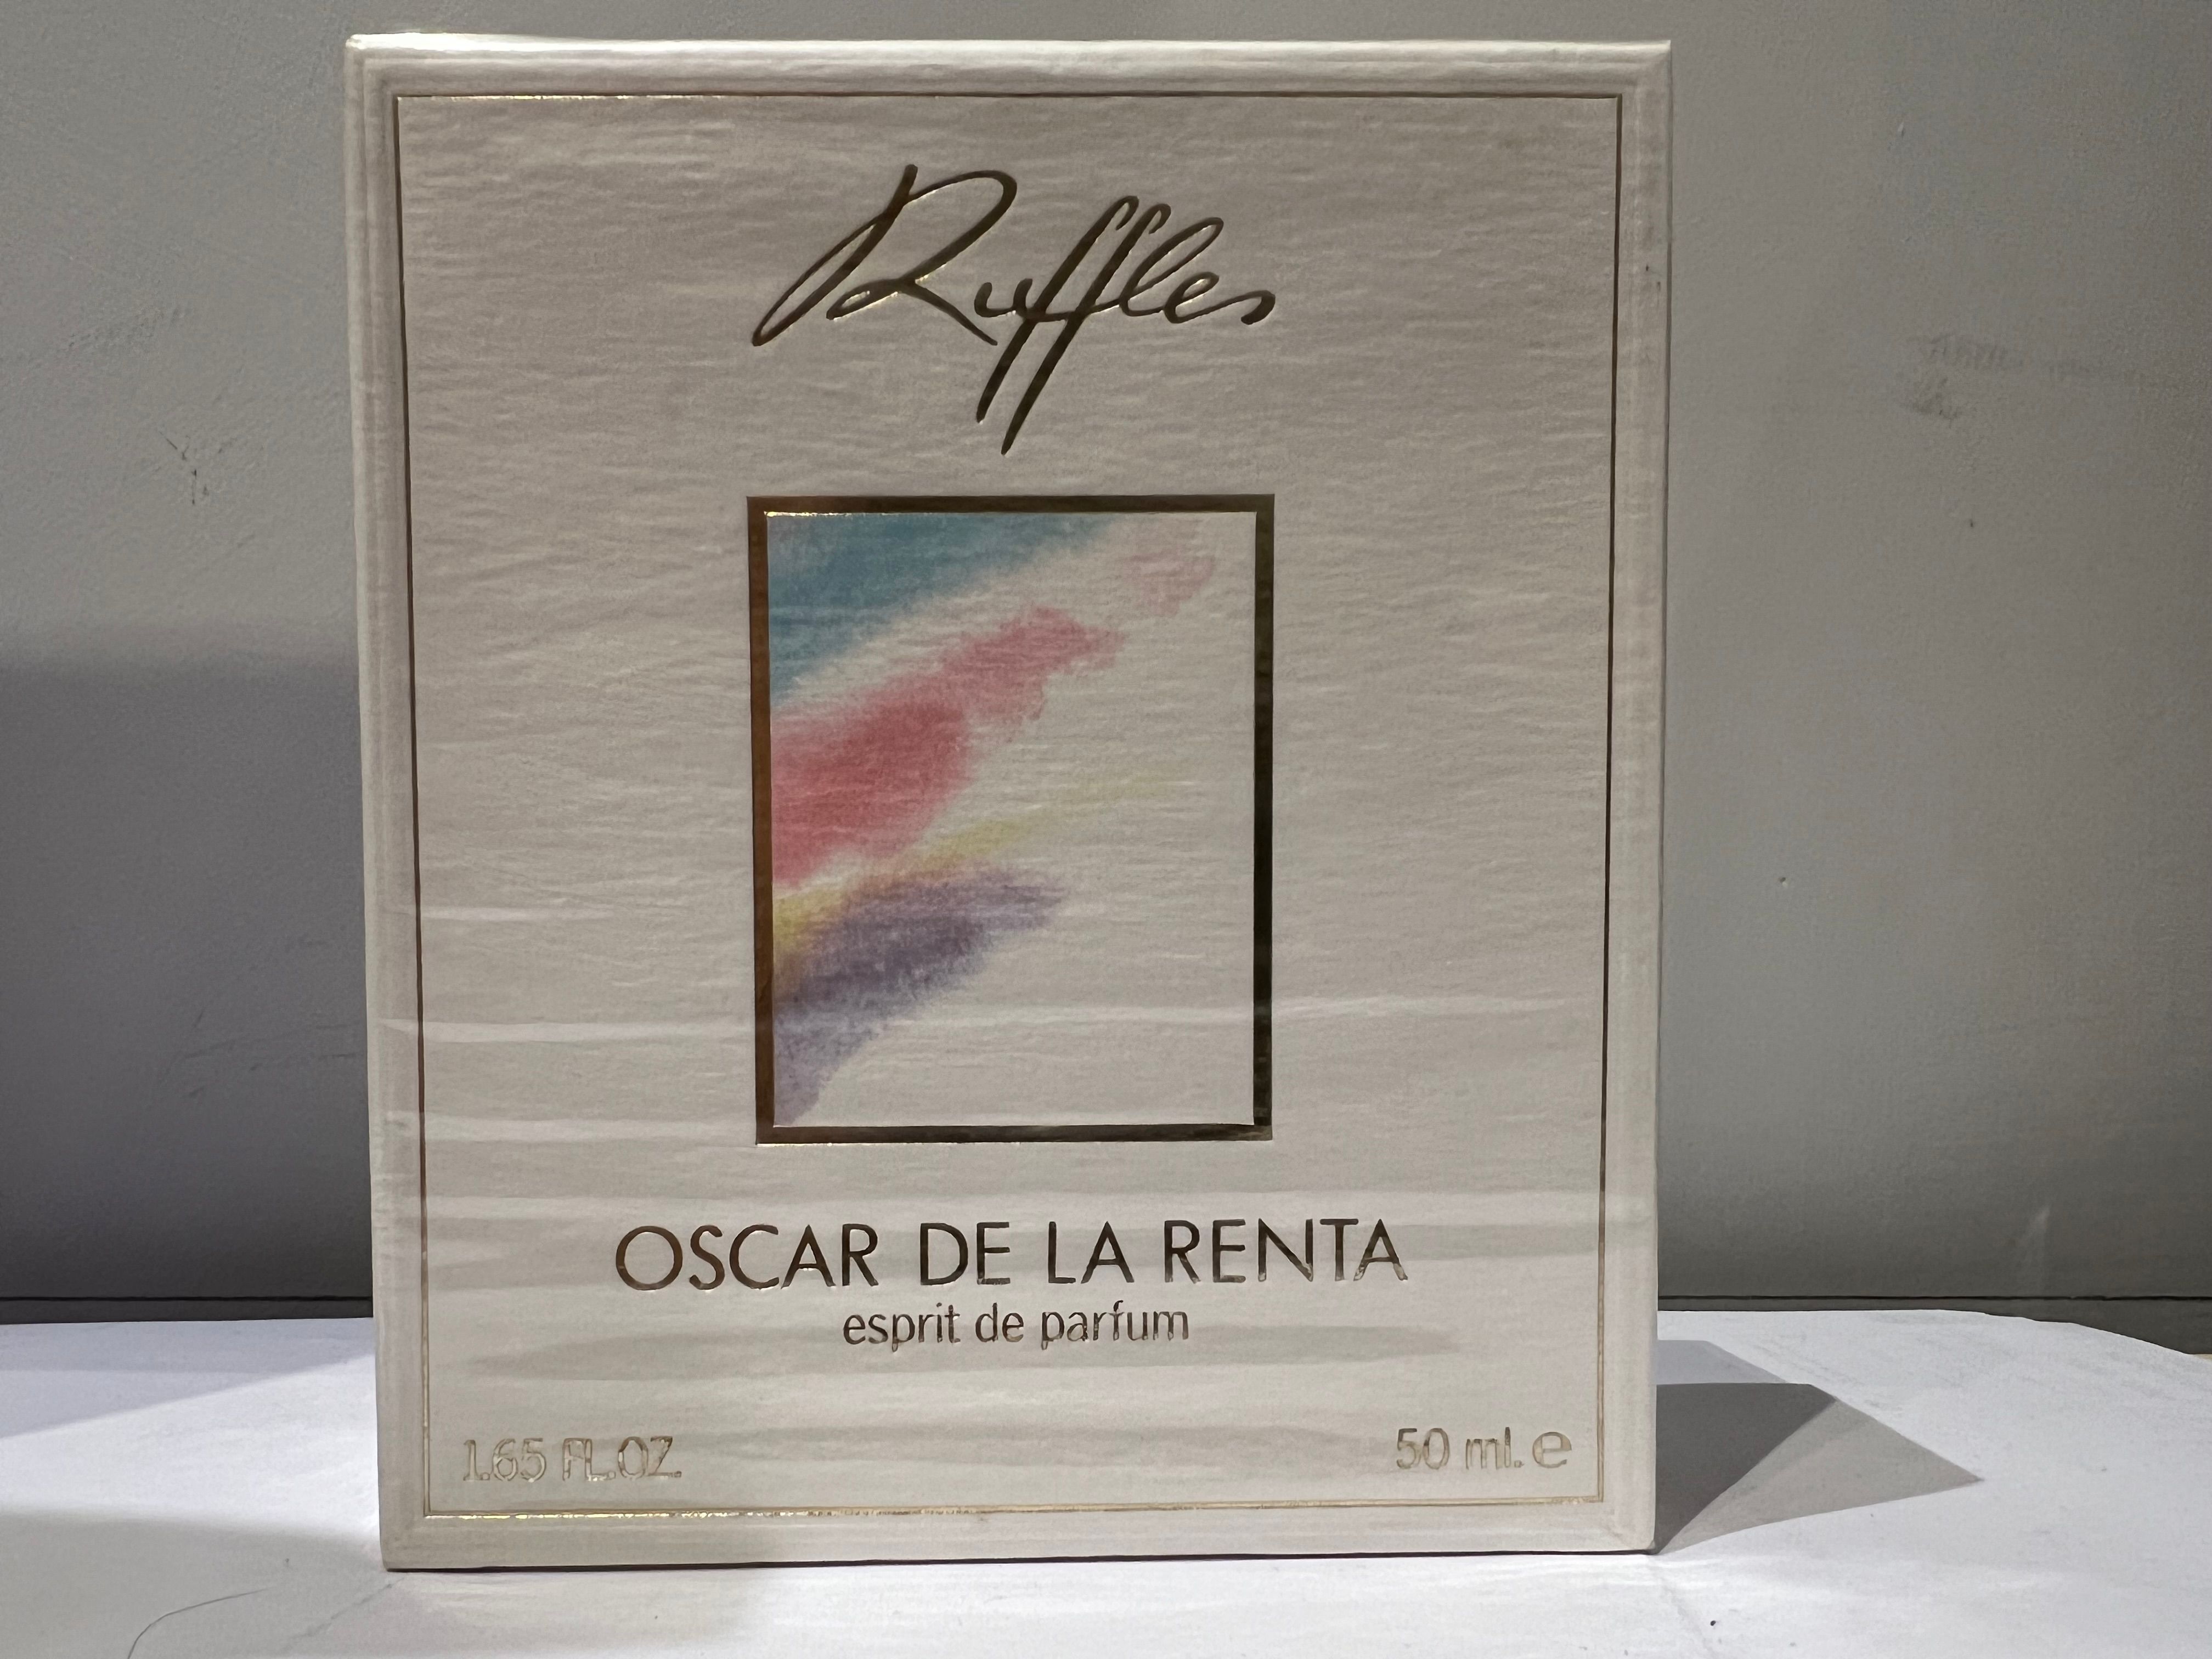 Ruffles
OSCAR DE LA RENTA
esprit de parfum
1.65 FL.OZ.
50 ml. e